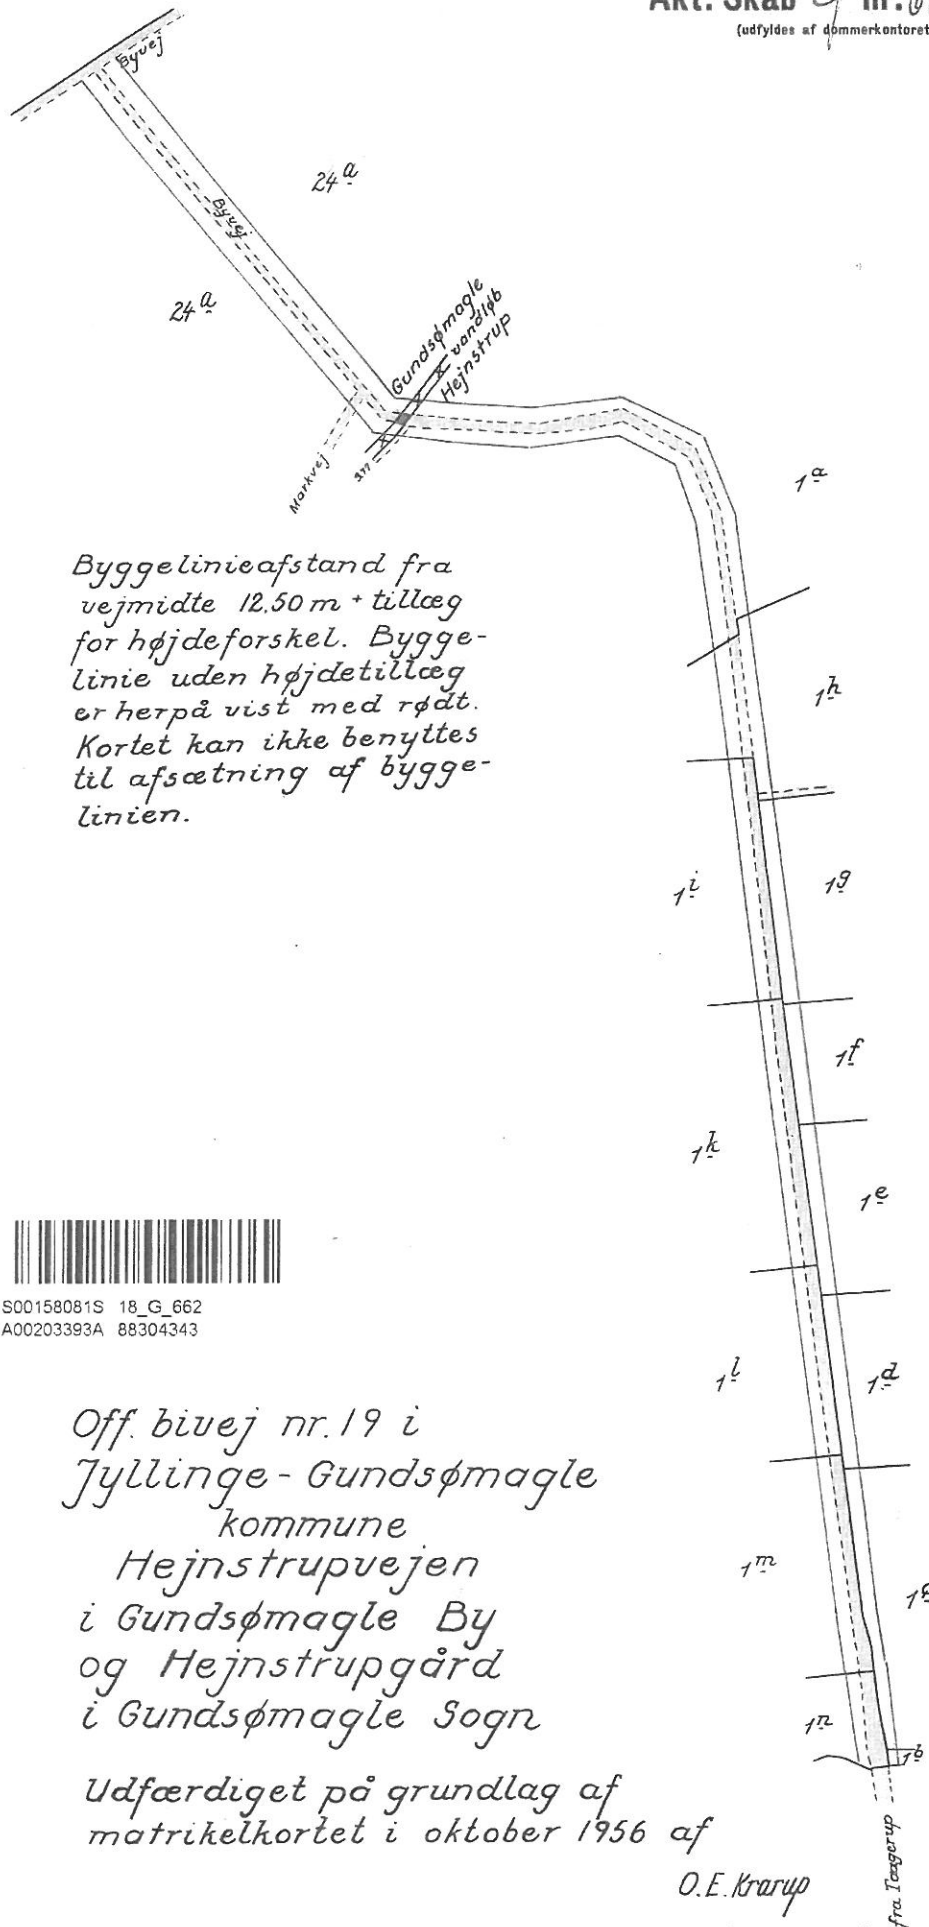 Akt. Skab nr.
(udfyldes af dommerkontoret
Byvej
24a
Byvej
24a
Gundsømagle
vandløb
Hejnstrup
Markvej
3m
1a
Byggelinieafstand fra
vejmidte 12,50 m + tillæg
for højdeforskel. Bygge-
linie uden højdetillæg
er herpå vist med rødt.
Kortet kan ikke benyttes
til afsætning af bygge-
linien.
1h
1i
1g
1f
1k
1e
S00158081S 18_G_662
A00203393A 88304343
1l
1d
Off. bivej nr. 19 i
Jyllinge - Gundsømagle
kommune
Hejnstrupvejen
i Gundsømagle By
og Hejnstrupgård
i Gundsømagle Sogn
1m
1n
1b
Udfærdiget på grundlag af
matrikelkortet i oktober 1956 af
O.E. Krarup
fra Taagerup